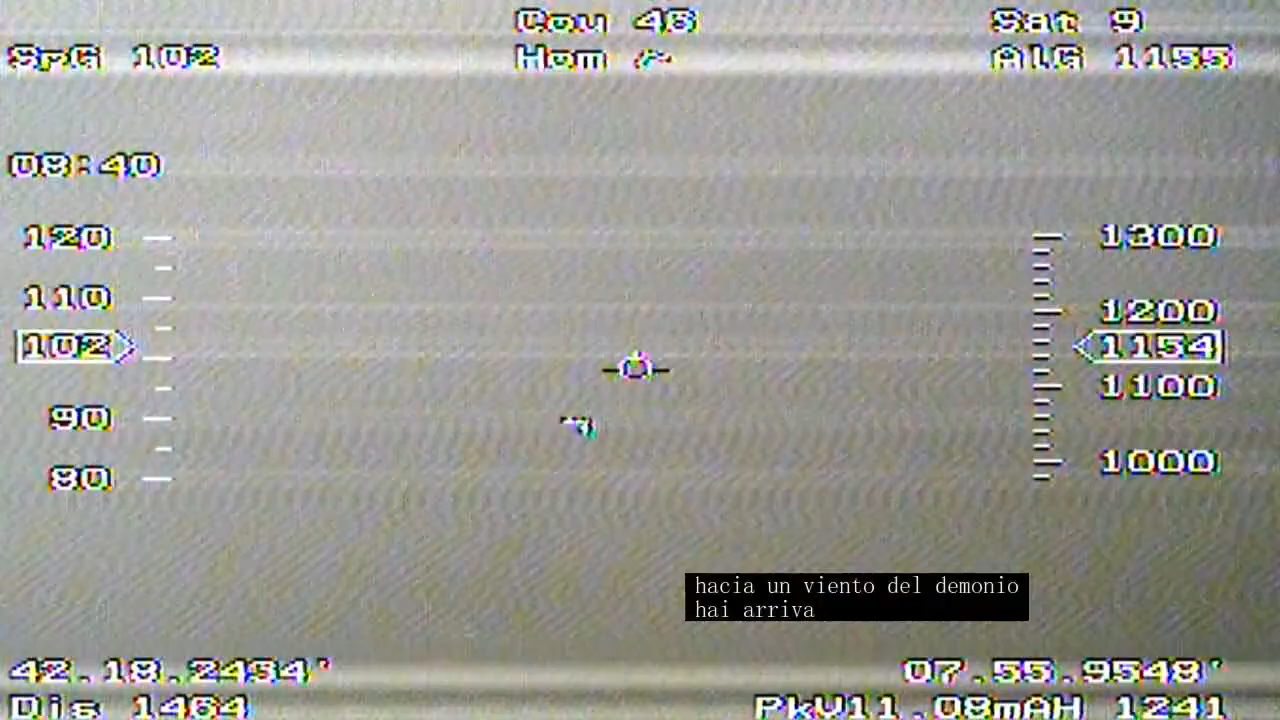 Cou 46
Sat 9
SpG 102
Hom
AlG 1155
08:40
120
1300
110
1200
102
1154
1100
90
80
1000
hacia un viento del demonio
hai arriva
42.18.2434'
07.55.9548'
Dis 1464
PkV11.08mAH 1241